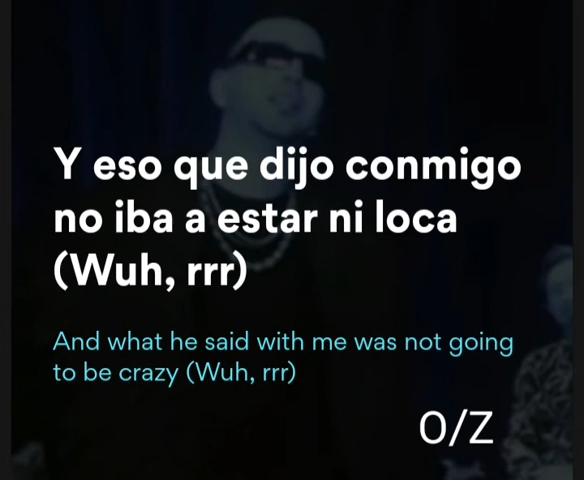 Y eso que dijo conmigo
no iba a estar ni loca
(Wuh, rrr)
And what he said with me was not going
to be crazy (Wuh, rrr)
O/Z